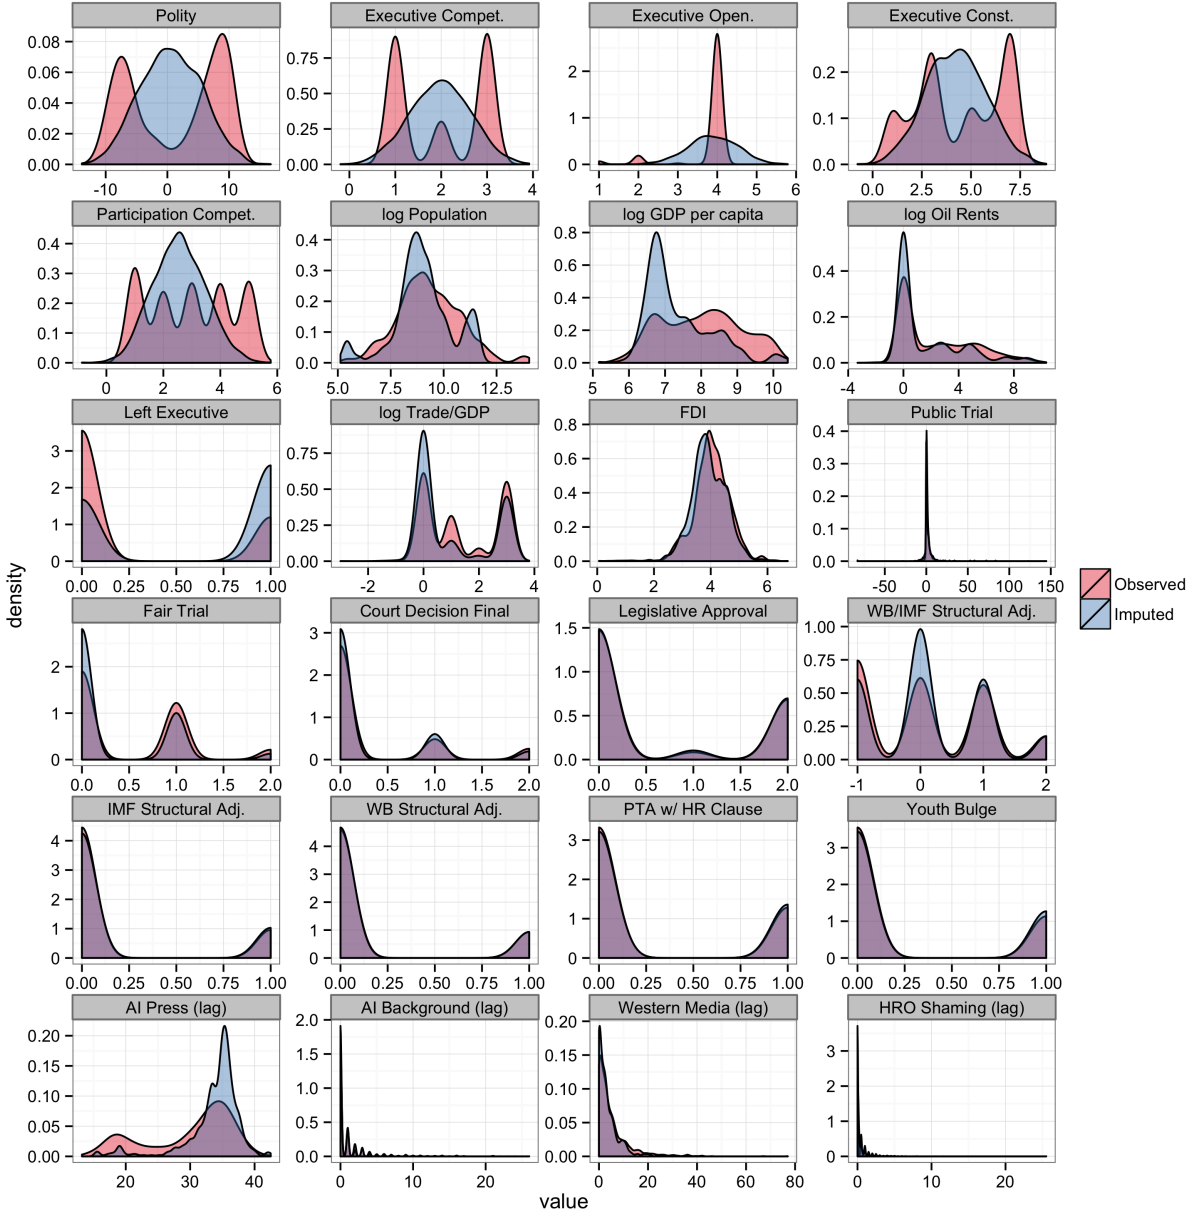 Polity
Executive Compet.
Executive Open.
Executive Const.
0.08
0.06
0.04
0.02
0.00
-10 0 10
0.75
0.50
0.25
0.00
0 1 2 3 4
2
1
0
1 2 3 4 5 6
0.2
0.1
0.0
0.0 2.5 5.0 7.5
Participation Compet.
log Population
log GDP per capita
log Oil Rents
0.4
0.3
0.2
0.1
0.0
0 2 4 6
0.4
0.3
0.2
0.1
0.0
5.0 7.5 10.0 12.5
0.8
0.6
0.4
0.2
0.0
5 6 7 8 9 10
0.4
0.2
0.0
-4 0 4 8
Left Executive
log Trade/GDP
FDI
Public Trial
3
2
1
0
0.00 0.25 0.50 0.75 1.00
0.75
0.50
0.25
0.00
-2 0 2 4
0.8
0.6
0.4
0.2
0.0
0 2 4 6
0.4
0.3
0.2
0.1
0.0
-50 0 50 100 150
density
Observed
Imputed
Fair Trial
Court Decision Final
Legislative Approval
WB/IMF Structural Adj.
2
1
0
0.0 0.5 1.0 1.5 2.0
3
2
1
0
0.0 0.5 1.0 1.5 2.0
1.5
1.0
0.5
0.0
0.0 0.5 1.0 1.5 2.0
1.00
0.75
0.50
0.25
0.00
-1 0 1 2
IMF Structural Adj.
WB Structural Adj.
PTA w/ HR Clause
Youth Bulge
4
3
2
1
0
0.00 0.25 0.50 0.75 1.00
4
3
2
1
0
0.00 0.25 0.50 0.75 1.00
3
2
1
0
0.00 0.25 0.50 0.75 1.00
3
2
1
0
0.00 0.25 0.50 0.75 1.00
AI Press (lag)
AI Background (lag)
Western Media (lag)
HRO Shaming (lag)
0.20
0.15
0.10
0.05
0.00
20 30 40
2.0
1.5
1.0
0.5
0.0
0 10 20
0.20
0.15
0.10
0.05
0.00
0 20 40 60 80
3
2
1
0
0 10 20
value